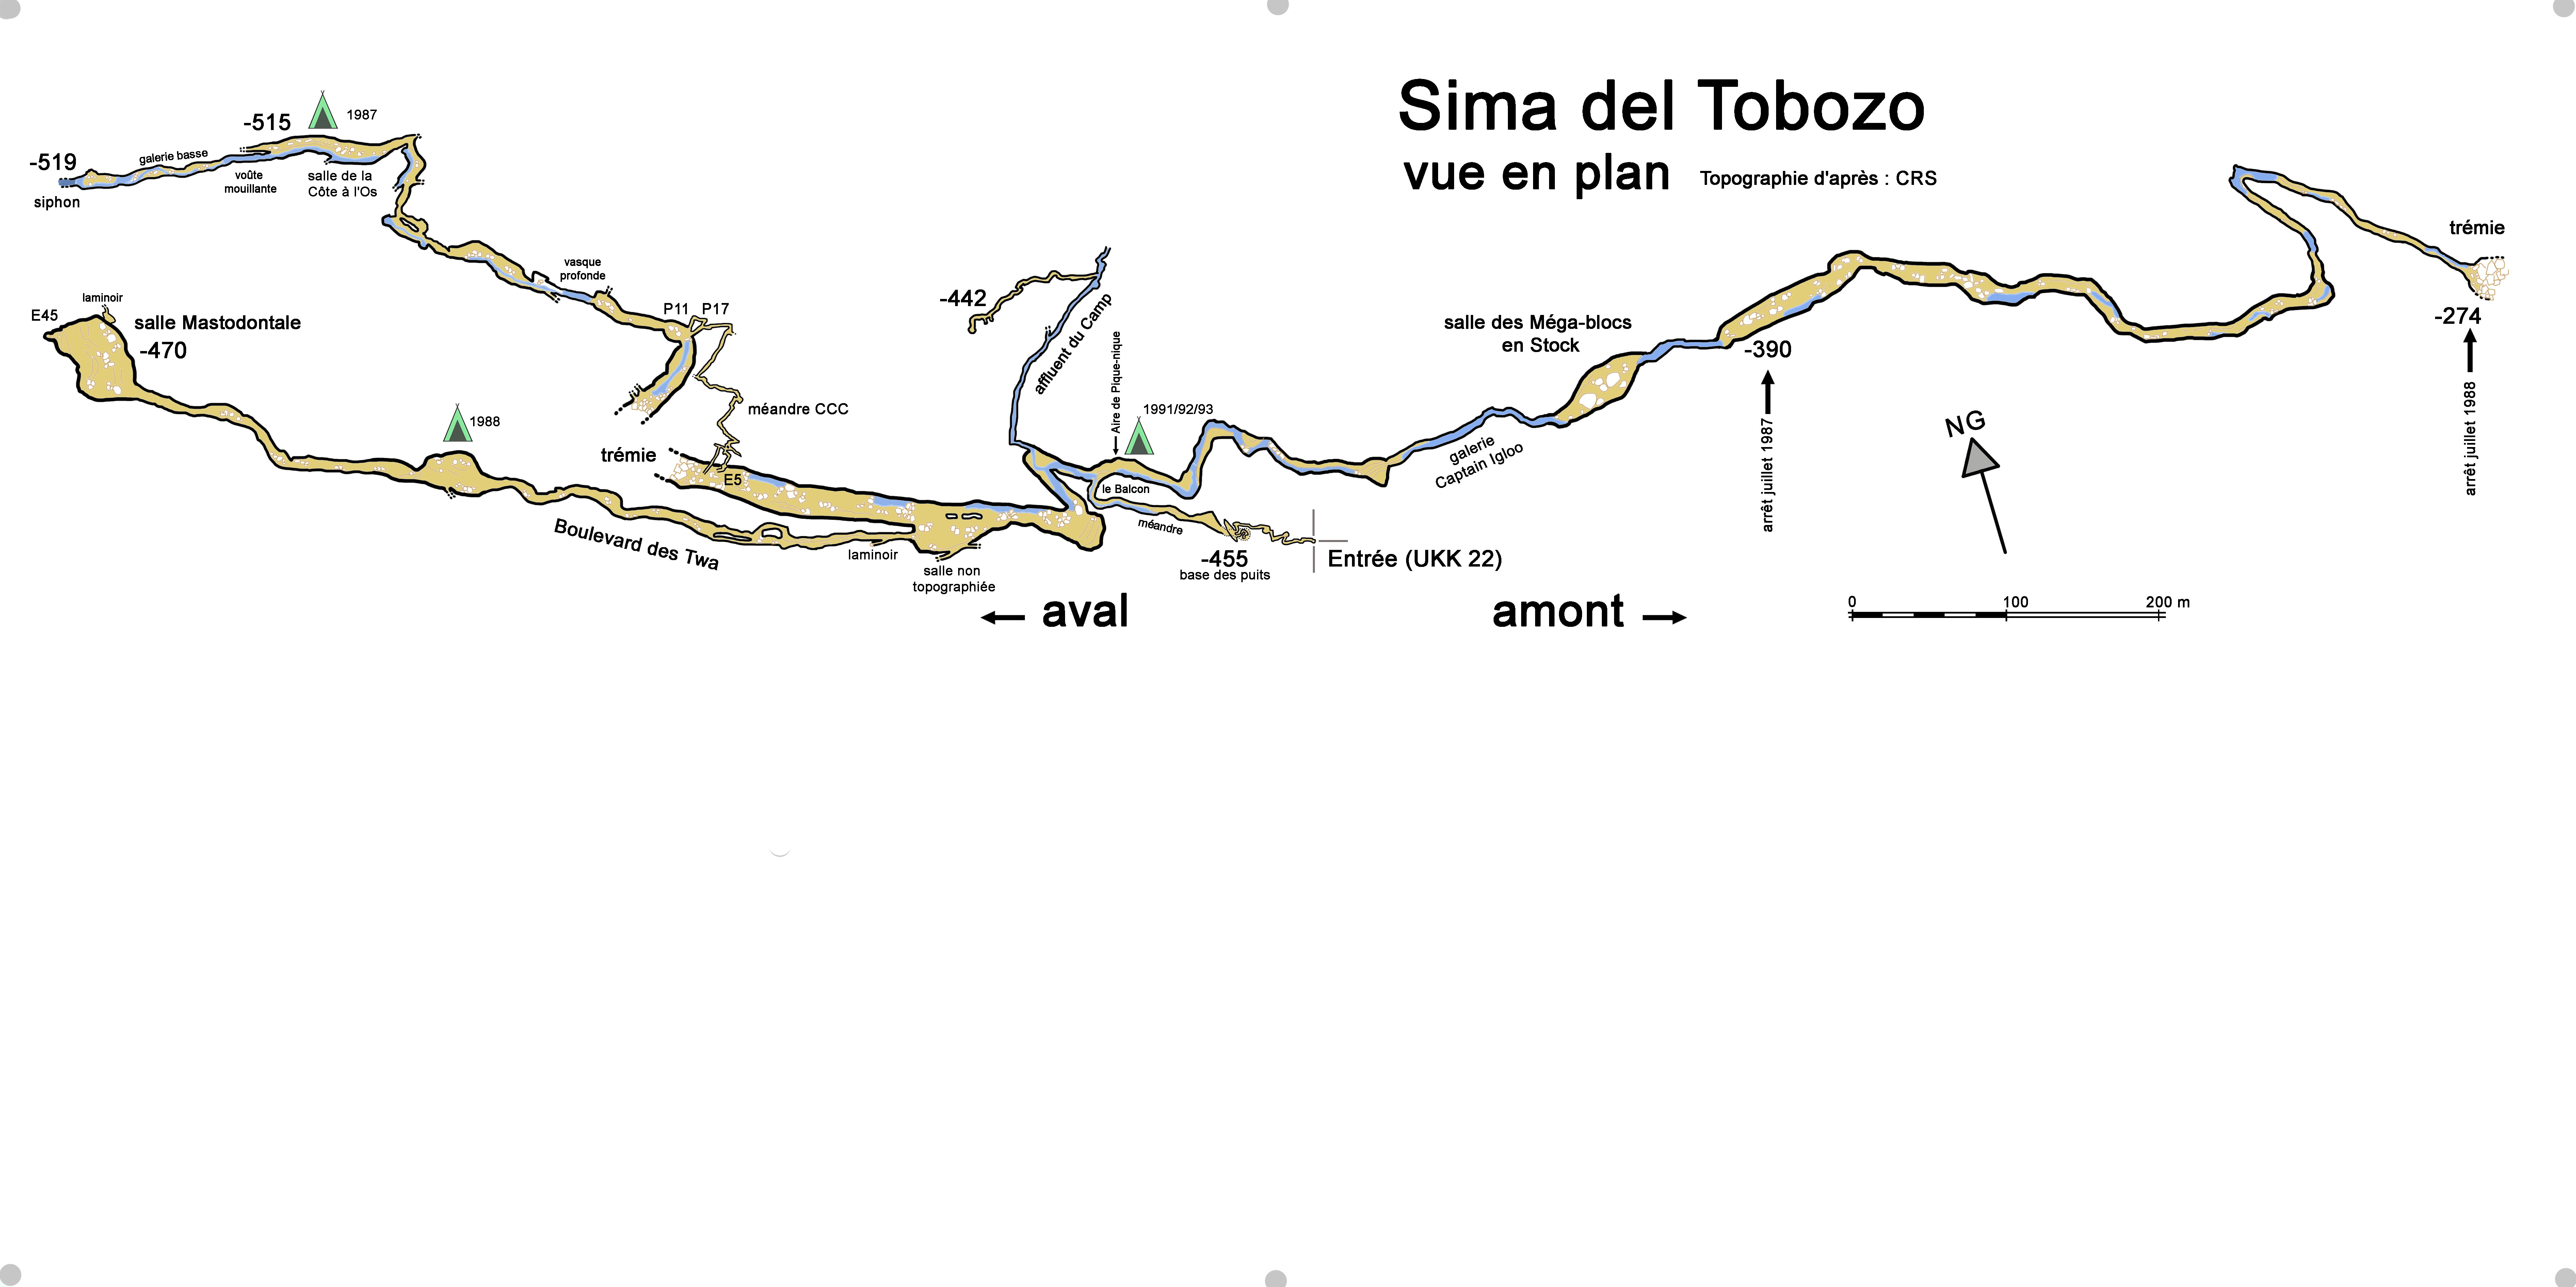 Sima del Tobozo
vue en plan
Topographie d'après : CRS
-515
1987
-519
galerie basse
siphon
voûte
mouillante
salle de la
Côte à l'Os
vasque
profonde
laminoir
E45
salle Mastodontale
-470
P11
P17
méandre CCC
1988
trémie
E5
Boulevard des Twa
laminoir
salle non
topographiée
-442
affluent du Camp
Aire de Pique-nique
1991/92/93
le Balcon
méandre
-455
base des puits
Entrée (UKK 22)
galerie
Captain Igloo
salle des Méga-blocs
en Stock
-390
arrêt juillet 1987
NG
trémie
-274
arrêt juillet 1988
aval
amont
0
100
200 m